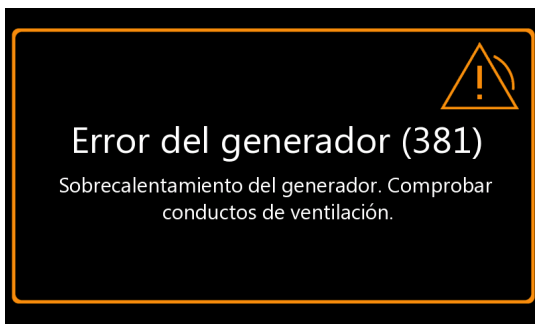 Error del generador (381)
Sobrecalentamiento del generador. Comprobar
conductos de ventilación.